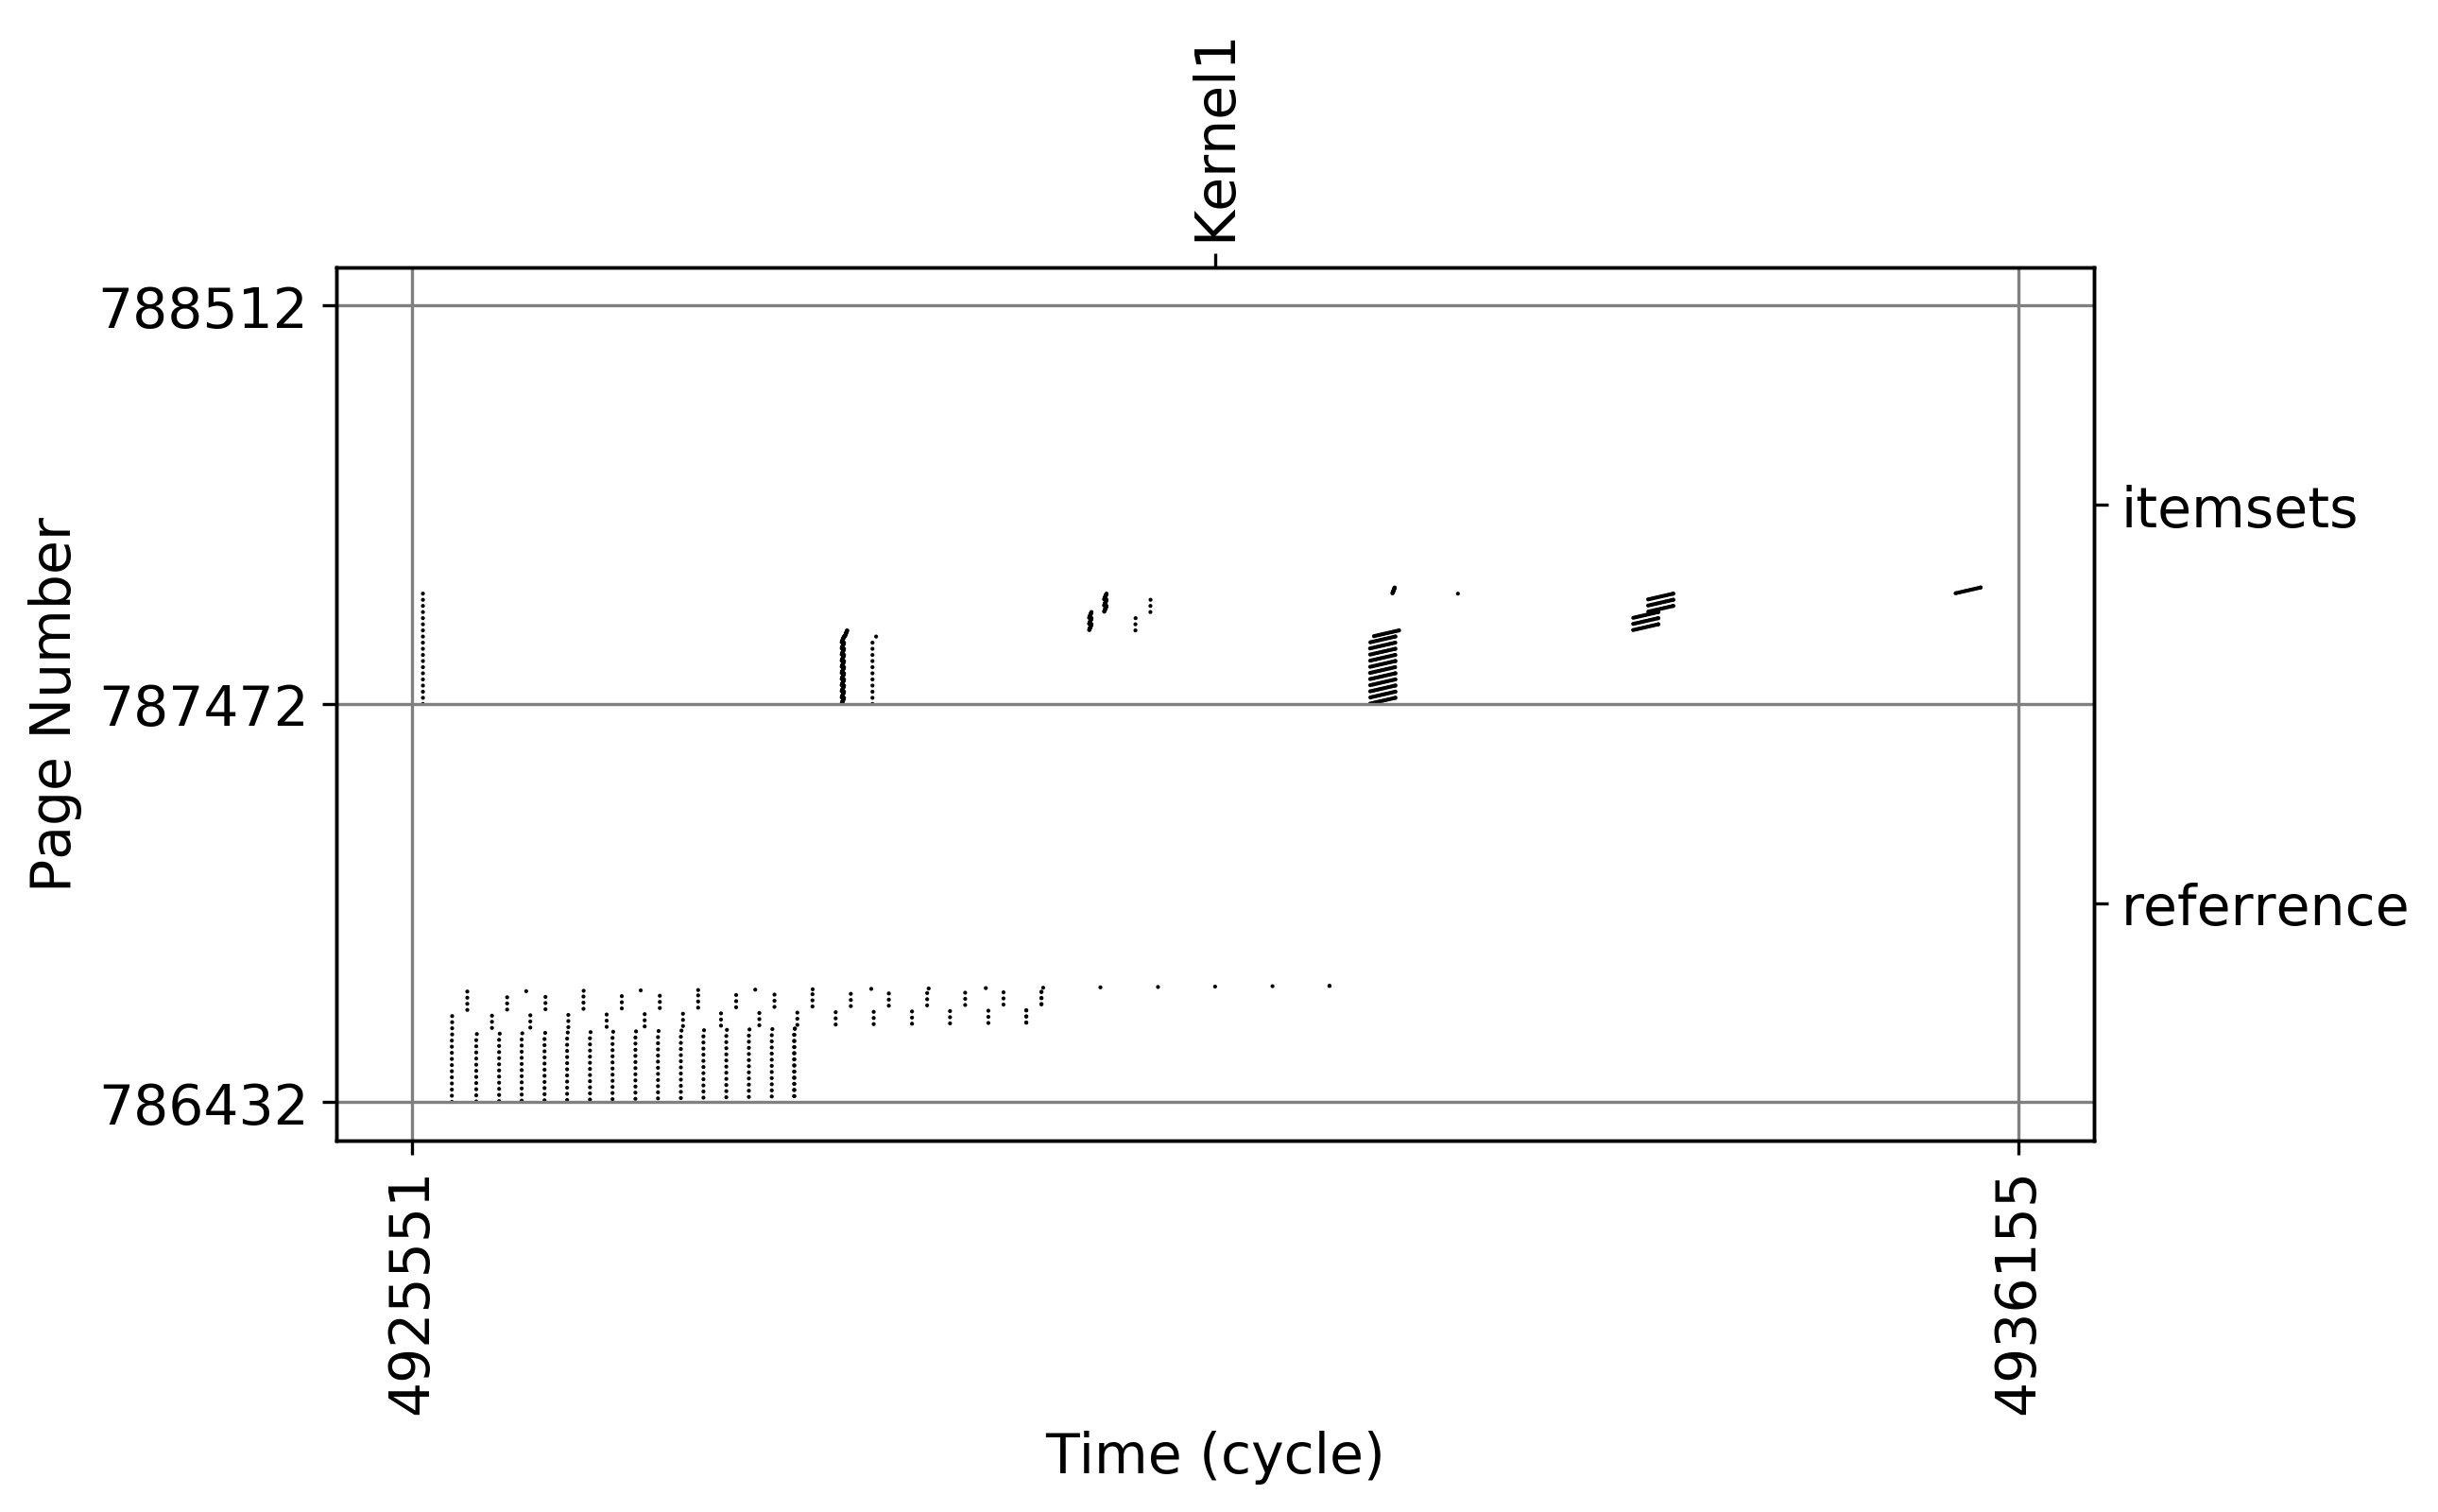 Kernel1
788512
itemsets
787472
Page Number
referrence
786432
4925551
4936155
Time (cycle)